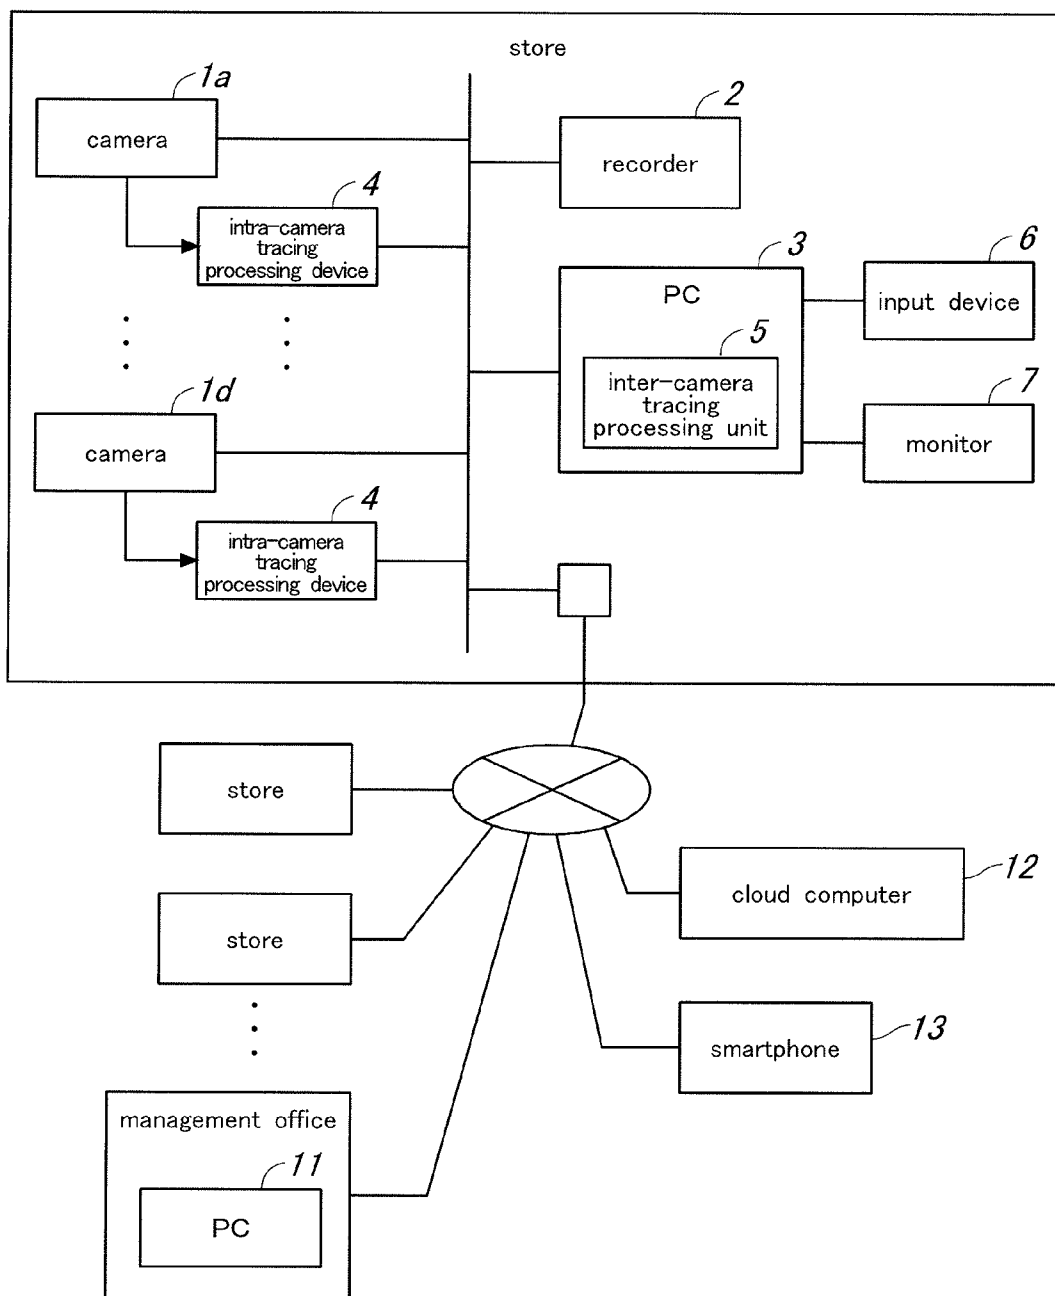 store
1a
camera
2
recorder
4
intra-camera
tracing
processing device
3
PC
6
input device
5
inter-camera
tracing
processing unit
7
monitor
1d
camera
4
intra-camera
tracing
processing device
store
12
cloud computer
store
13
smartphone
management office
11
PC